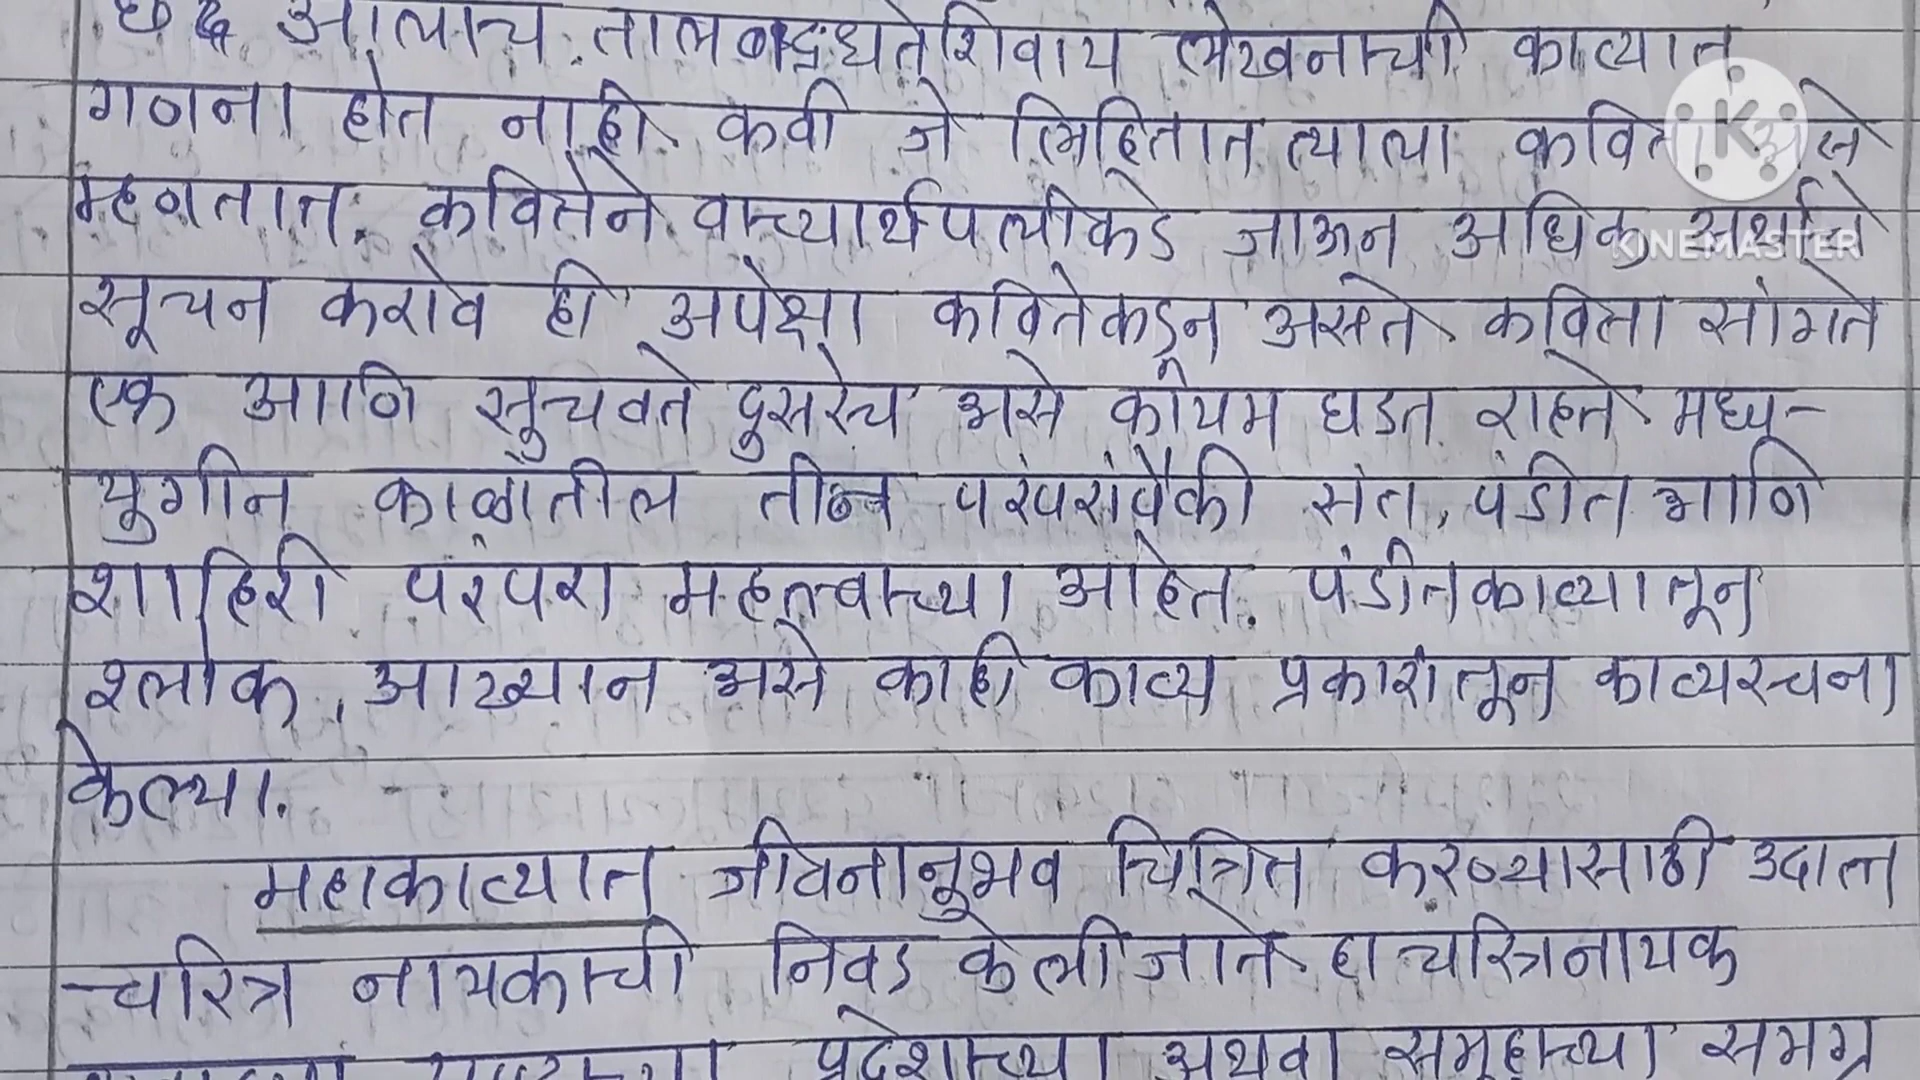 छंद आलाच. तालबद्धतेशिवाय लेखनाची काव्यात
गणना होत नाही. कवी जे लिहितात त्याला कविता असे
म्हणतात. कवितेने वाच्यार्थपलीकडे जाऊन अधिक अर्थाचे
सूचन करावे ही अपेक्षा कवितेकडून असते. कविता सांगते
एक आणि सुचवते दुसरेच असे कायम घडत राहते. मध्य-
युगीन काळातील तीन परंपरांपैकी संत, पंडीत आणि
शाहिरी परंपरा महत्वाच्या आहेत. पंडीतकाव्यातून
श्लोक, आख्यान असे काही काव्य प्रकारांतून काव्यरचना
केल्या.
महाकाव्यात जीवनानुभव चित्रित करण्यासाठी उदात्त
चरित्र नायकाची निवड केली जाते. हा चरित्रनायक
प्रदेशाच्या अथवा समूहाच्या समग्र
KINEMASTER